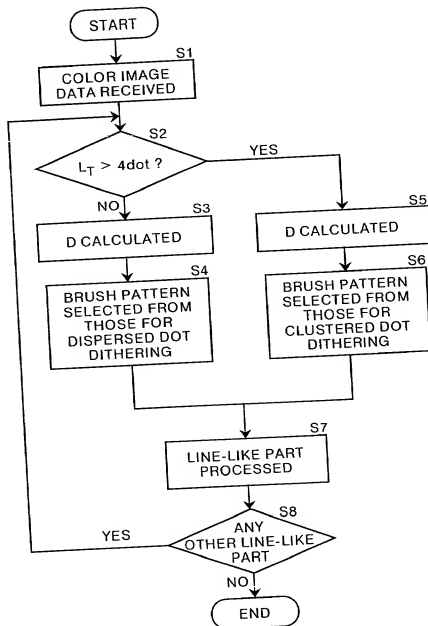 START
S1
COLOR IMAGE
DATA RECEIVED
S2
L_T > 4dot ?
YES
NO
S3
D CALCULATED
S4
BRUSH PATTERN
SELECTED FROM
THOSE FOR
DISPERSED DOT
DITHERING
S5
D CALCULATED
S6
BRUSH PATTERN
SELECTED FROM
THOSE FOR
CLUSTERED DOT
DITHERING
S7
LINE-LIKE PART
PROCESSED
S8
ANY
OTHER LINE-LIKE
PART
YES
NO
END